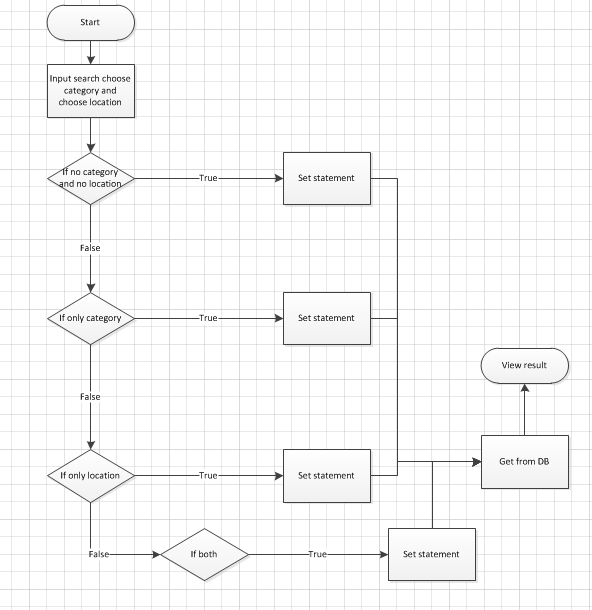 Start
Input search choose
category and
choose location
If no category
and no location
True
Set statement
False
If only category
True
Set statement
View result
False
Get from DB
If only location
True
Set statement
False
If both
True
Set statement